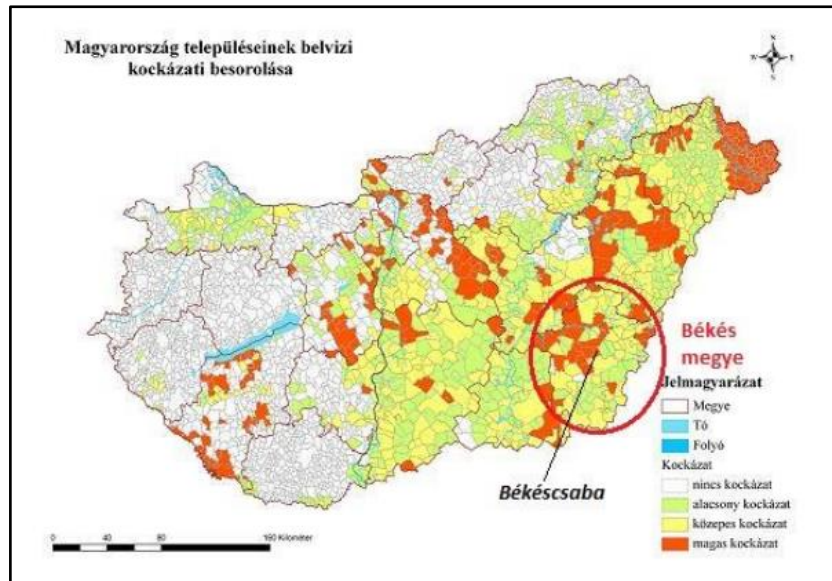 Magyarország településeinek belvizi
kockázati besorolása
N
W
E
S
Békés
megye
Jelmagyarázat
Megye
Tó
Folyó
Kockázat
nincs kockázat
alacsony kockázat
közepes kockázat
magas kockázat
Békéscsaba
0
40
80
160 Kilométer